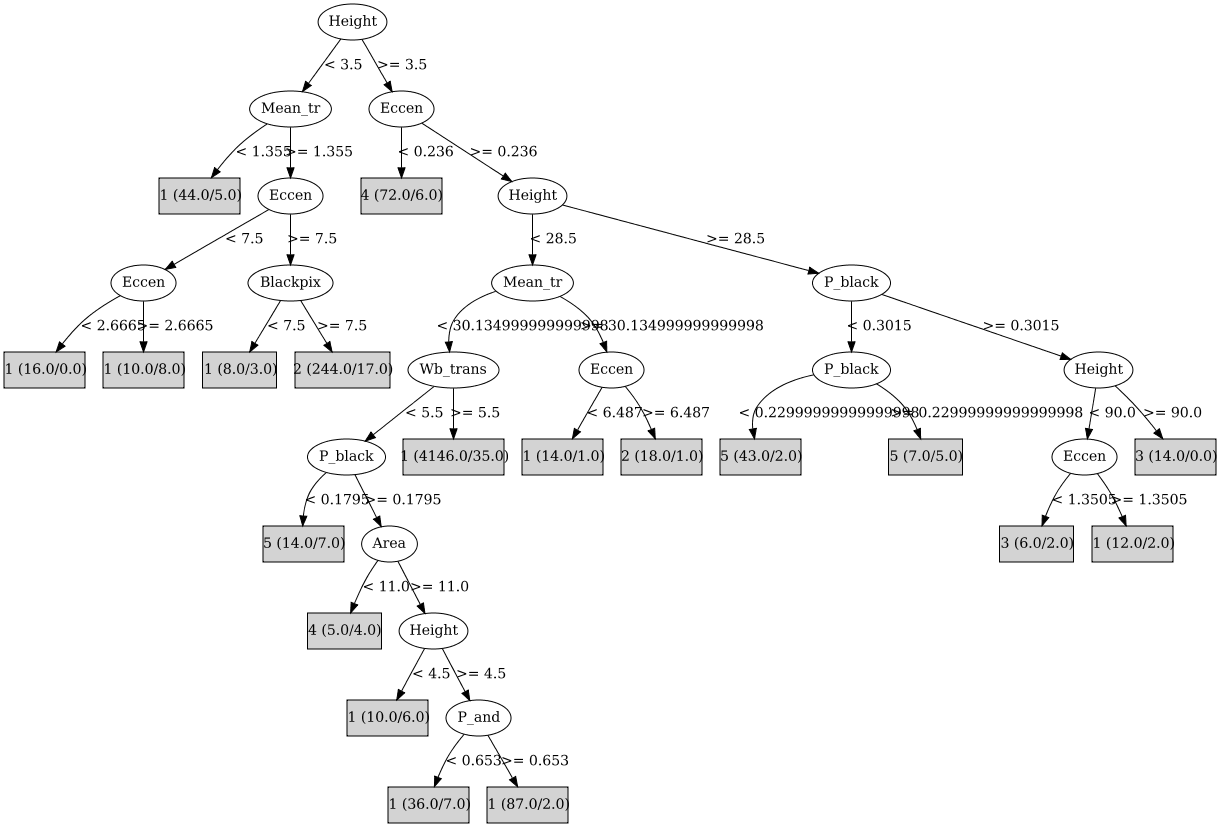 Height
< 3.5 >= 3.5
Mean_tr Eccen
< 1.355 >= 1.355 < 0.236 >= 0.236
1 (44.0/5.0) Eccen 4 (72.0/6.0) Height
< 7.5 >= 7.5 < 28.5 >= 28.5
Eccen Blackpix Mean_tr P_black
< 2.6665 >= 2.6665 < 7.5 >= 7.5 < 30.134999999999998 >= 30.134999999999998 < 0.3015 >= 0.3015
1 (16.0/0.0) 1 (10.0/8.0) 1 (8.0/3.0) 2 (244.0/17.0) Wb_trans Eccen P_black Height
< 5.5 >= 5.5 < 6.487 >= 6.487 < 0.22999999999999998 >= 0.22999999999999998 < 90.0 >= 90.0
P_black 1 (4146.0/35.0) 1 (14.0/1.0) 2 (18.0/1.0) 5 (43.0/2.0) 5 (7.0/5.0) Eccen 3 (14.0/0.0)
< 0.1795 >= 0.1795 < 1.3505 >= 1.3505
5 (14.0/7.0) Area 3 (6.0/2.0) 1 (12.0/2.0)
< 11.0 >= 11.0
4 (5.0/4.0) Height
< 4.5 >= 4.5
1 (10.0/6.0) P_and
< 0.653 >= 0.653
1 (36.0/7.0) 1 (87.0/2.0)